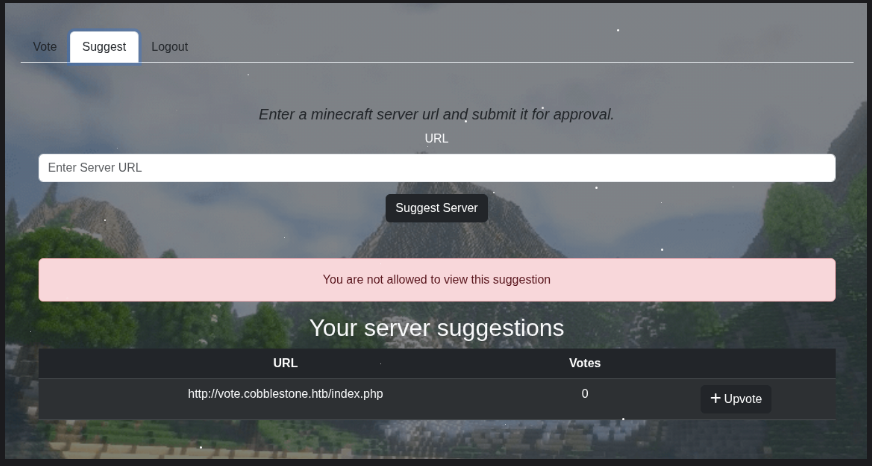 Vote Suggest Logout
Enter a minecraft server url and submit it for approval.
URL
Enter Server URL
Suggest Server
You are not allowed to view this suggestion
Your server suggestions
URL Votes
http://vote.cobblestone.htb/index.php 0 + Upvote